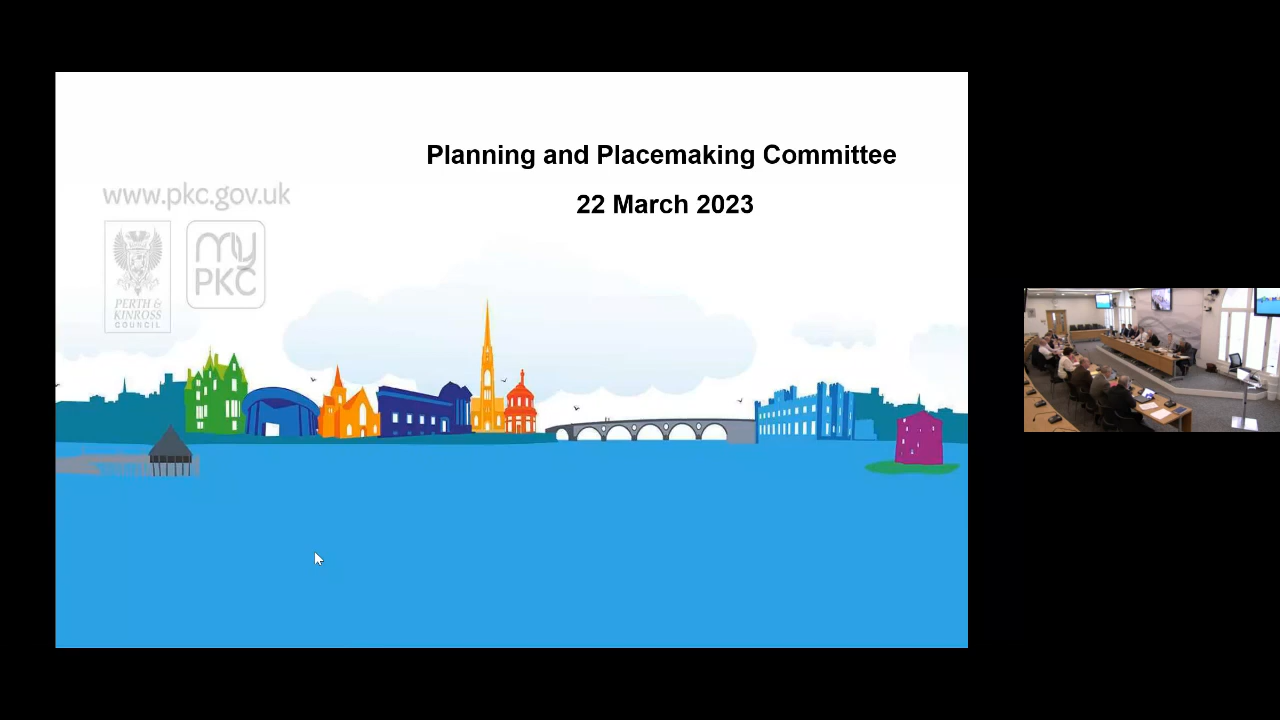 Planning and Placemaking Committee
22 March 2023
www.pkc.gov.uk
PERTH &
KINROSS
COUNCIL
my
PKC